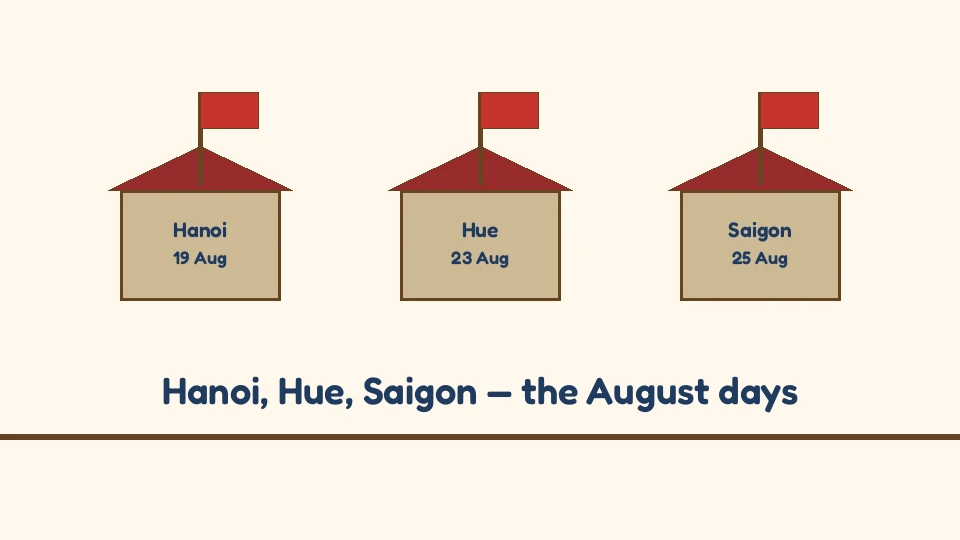 Hanoi
19 Aug
Hue
23 Aug
Saigon
25 Aug
Hanoi, Hue, Saigon — the August days